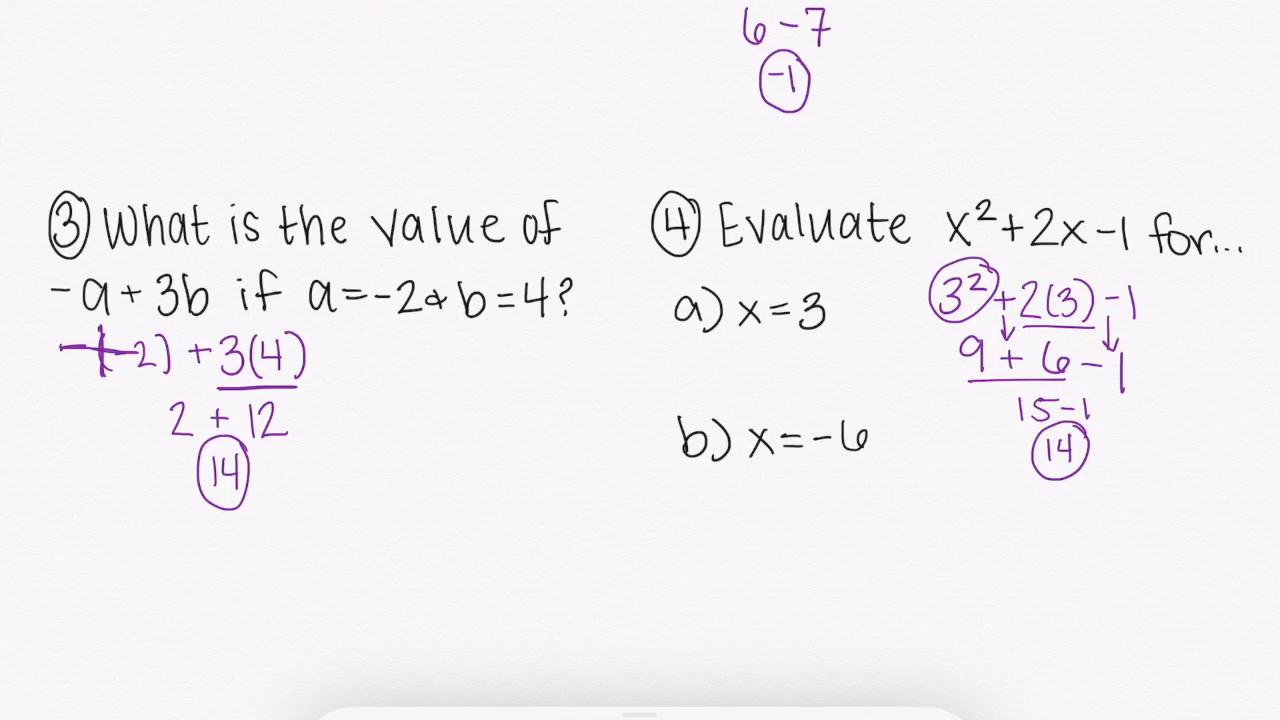 6 - 7
-1
③ What is the value of
-a + 3b if a = -2 & b = 4?
-(-2) + 3(4)
2 + 12
14
④ Evaluate x² + 2x - 1 for...
a) x = 3
3² + 2(3) - 1
9 + 6 - 1
15 - 1
14
b) x = -6